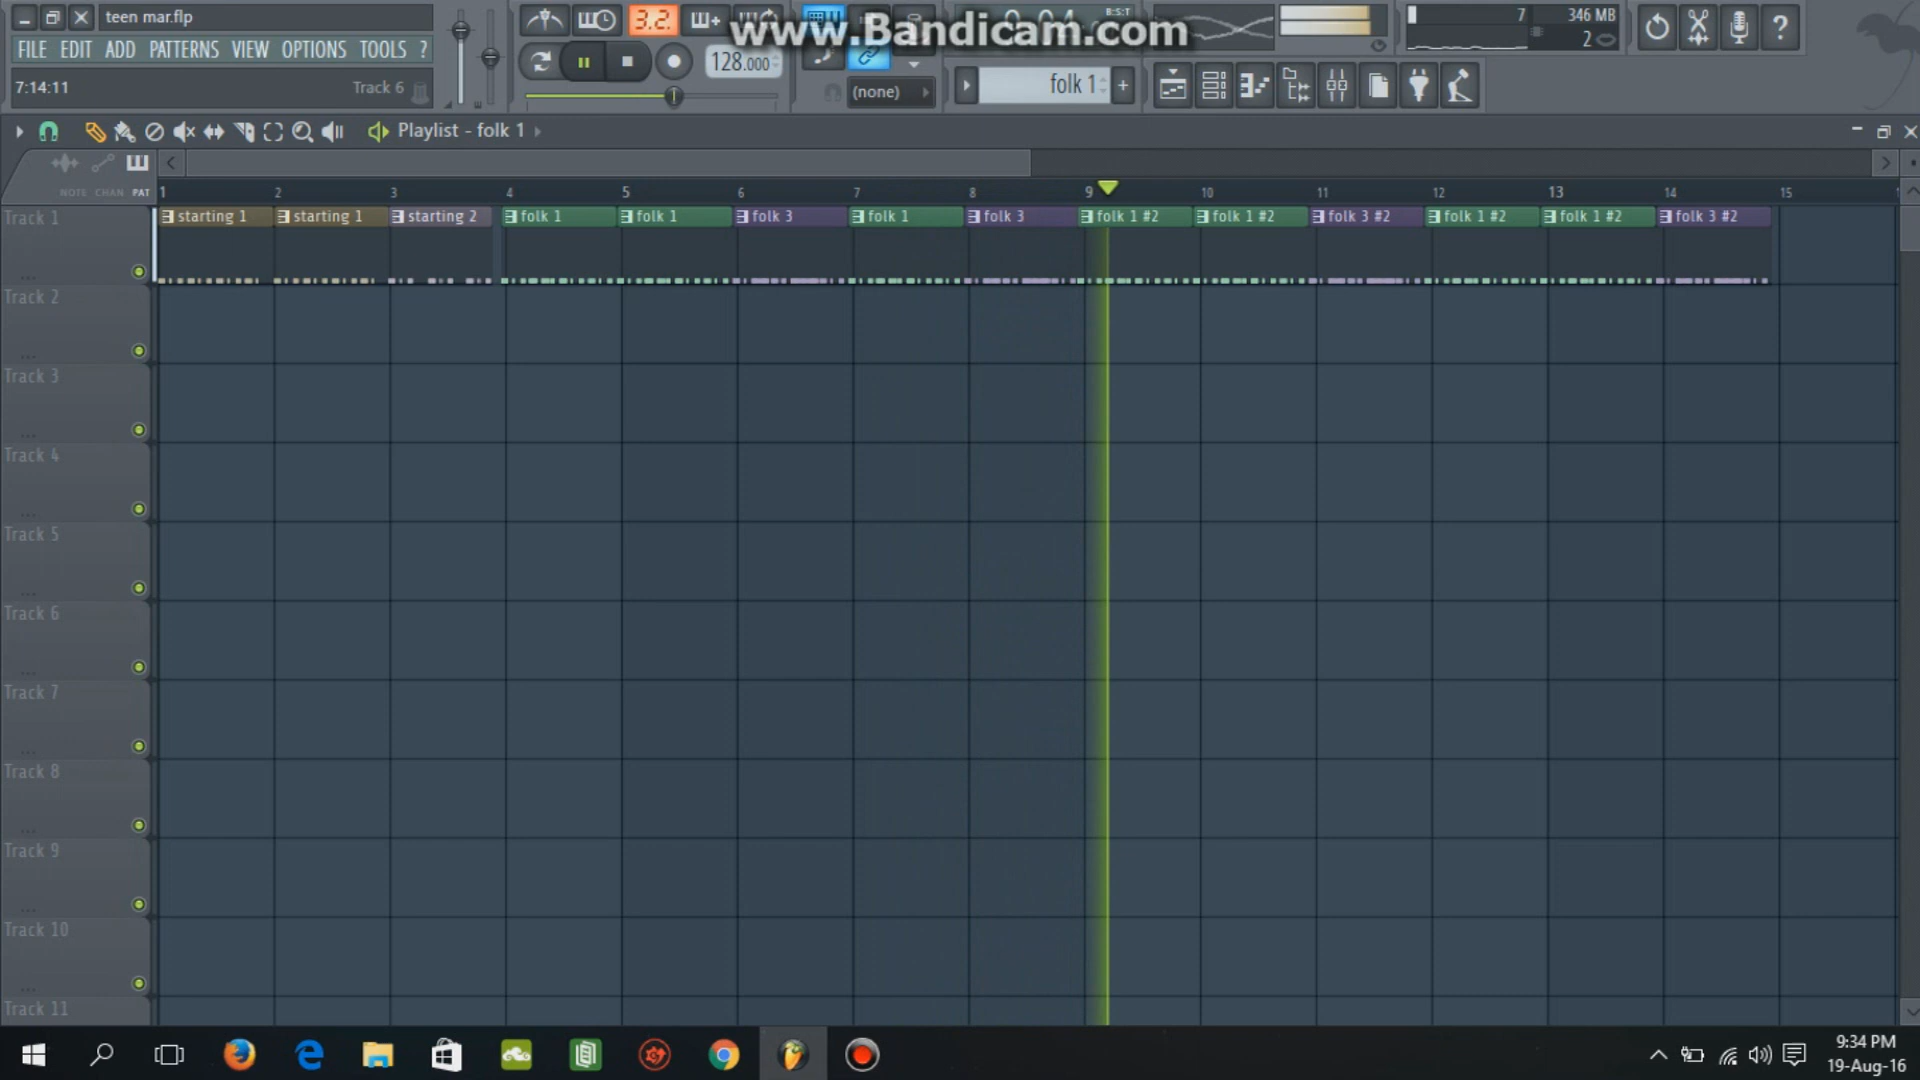 teen mar.flp
FILE EDIT ADD PATTERNS VIEW OPTIONS TOOLS ?
7:14:11 Track 6
3.2.
128.000
www.Bandicam.com
B:S:T
(none)
folk 1
7
346 MB
2
Playlist - folk 1
NOTE CHAN PAT
1 2 3 4 5 6 7 8 9 10 11 12 13 14 15
starting 1 starting 1 starting 2 folk 1 folk 1 folk 3 folk 1 folk 3 folk 1 #2 folk 1 #2 folk 3 #2 folk 1 #2 folk 1 #2 folk 3 #2
Track 1
Track 2
Track 3
Track 4
Track 5
Track 6
Track 7
Track 8
Track 9
Track 10
Track 11
9:34 PM
19-Aug-16